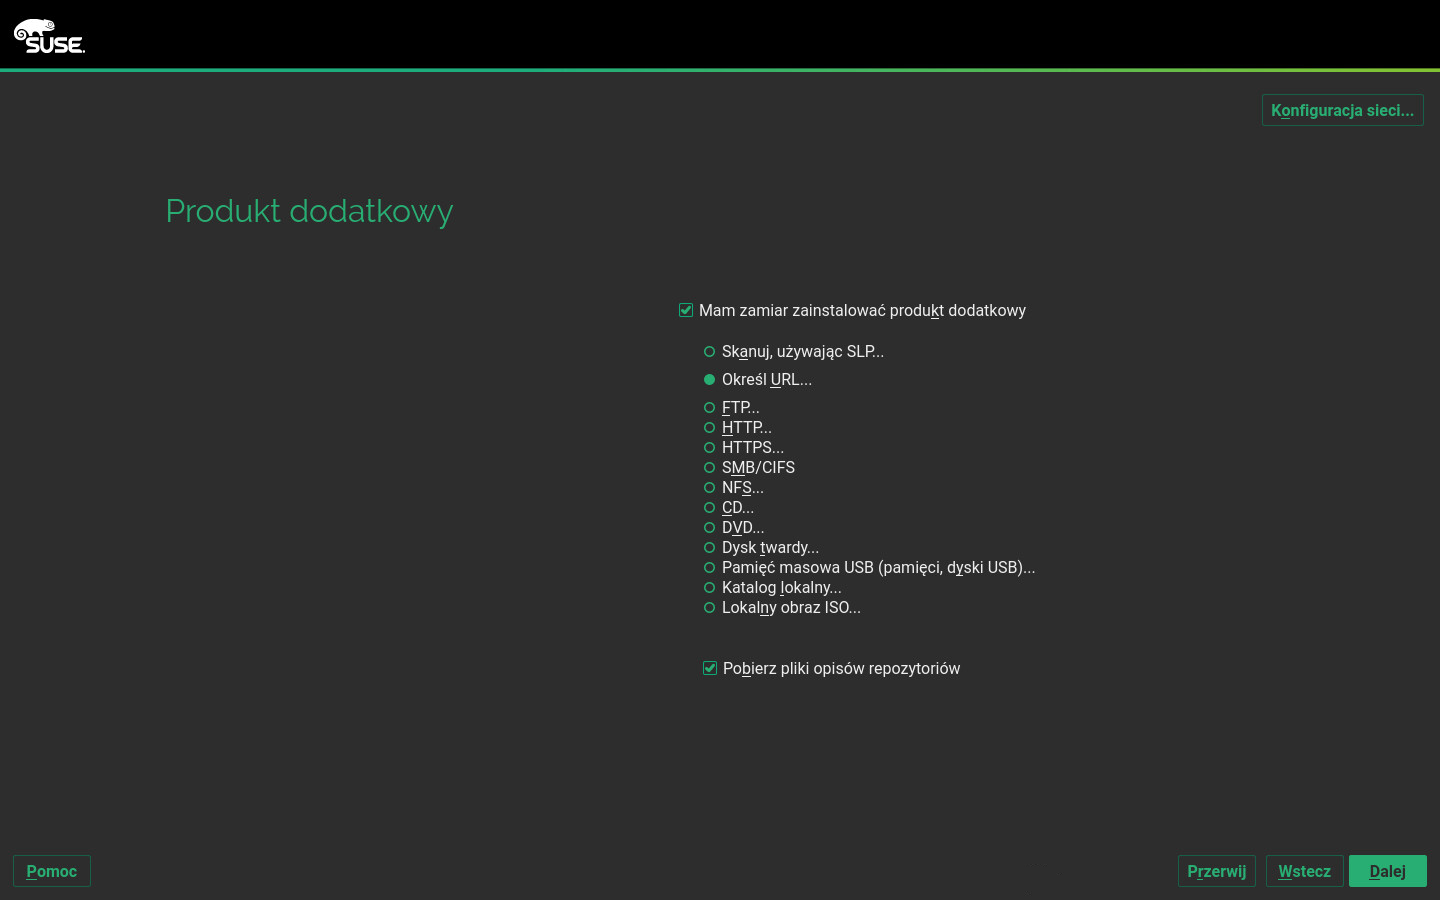 SUSE.
Konfiguracja sieci...
Produkt dodatkowy
Mam zamiar zainstalować produkt dodatkowy
Skanuj, używając SLP...
Określ URL...
FTP...
HTTP...
HTTPS...
SMB/CIFS
NFS...
CD...
DVD...
Dysk twardy...
Pamięć masowa USB (pamięci, dyski USB)...
Katalog lokalny...
Lokalny obraz ISO...
Pobierz pliki opisów repozytoriów
Pomoc
Przerwij
Wstecz
Dalej